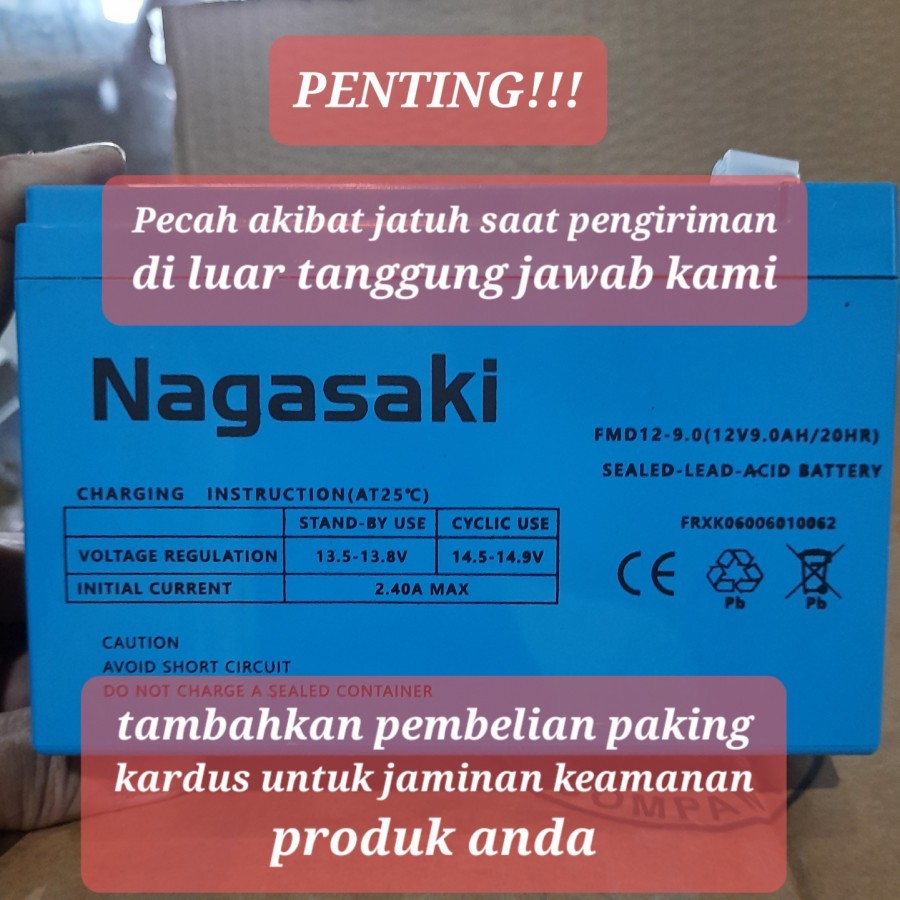 PENTING!!!
Pecah akibat jatuh saat pengiriman
di luar tanggung jawab kami
Nagasaki
FMD12-9.0(12V9.0AH/20HR)
SEALED-LEAD-ACID BATTERY
CHARGING INSTRUCTION(AT25℃)
STAND-BY USE CYCLIC USE
VOLTAGE REGULATION 13.5-13.8V 14.5-14.9V
INITIAL CURRENT 2.40A MAX
FRXK06006010062
CE
Pb Pb
CAUTION
AVOID SHORT CIRCUIT
DO NOT CHARGE A SEALED CONTAINER
tambahkan pembelian paking
kardus untuk jaminan keamanan
produk anda